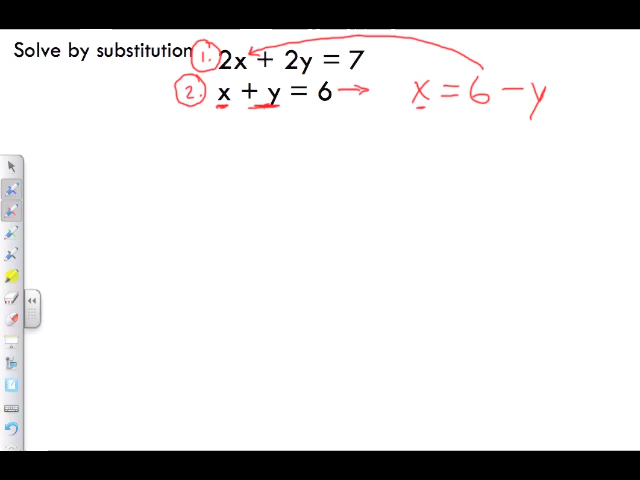 Solve by substitution
1. 2x + 2y = 7
2. x + y = 6 → x = 6 - y